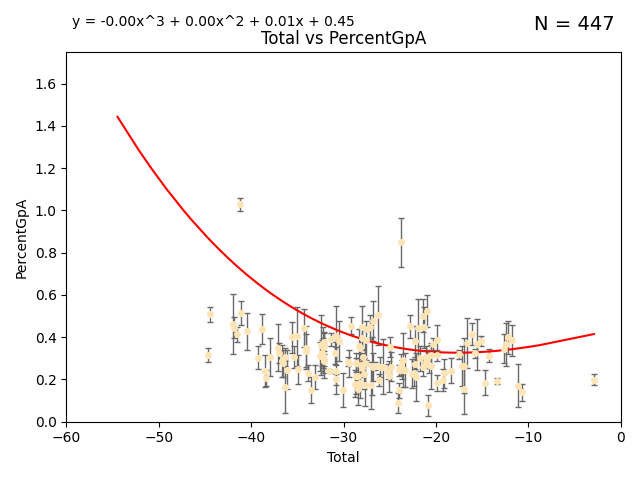 y = -0.00x^3 + 0.00x^2 + 0.01x + 0.45
N = 447
Total vs PercentGpA
PercentGpA
1.6
1.4
1.2
1.0
0.8
0.6
0.4
0.2
0.0
−60 −50 −40 −30 −20 −10 0
Total